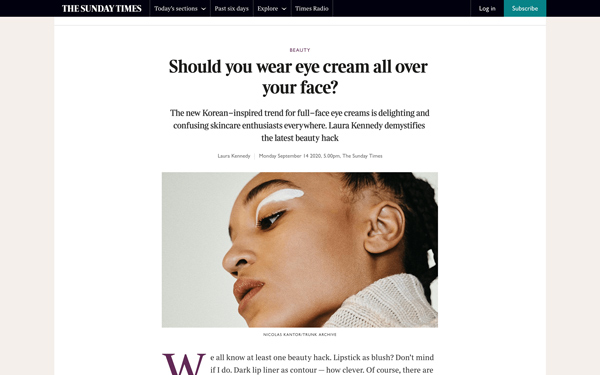 THE SUNDAY TIMES
Today's sections
Past six days
Explore
Times Radio
Log in
Subscribe
BEAUTY
Should you wear eye cream all over
your face?
The new Korean–inspired trend for full–face eye creams is delighting and
confusing skincare enthusiasts everywhere. Laura Kennedy demystifies
the latest beauty hack
Laura Kennedy | Monday September 14 2020, 5.00pm, The Sunday Times
NICOLAS KANTOR/TRUNK ARCHIVE
We all know at least one beauty hack. Lipstick as blush? Don't mind
if I do. Dark lip liner as contour — how clever. Of course, there are